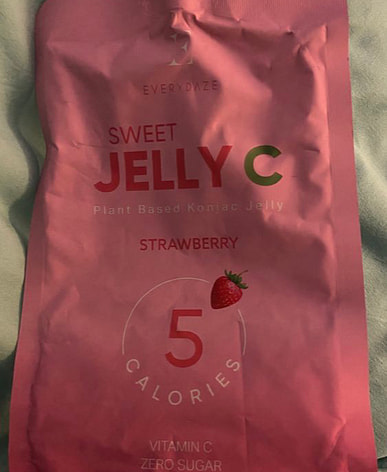 E
EVERYDAZE
SWEET
JELLY C
Plant Based Konjac Jelly
STRAWBERRY
5
CALORIES
VITAMIN C
ZERO SUGAR